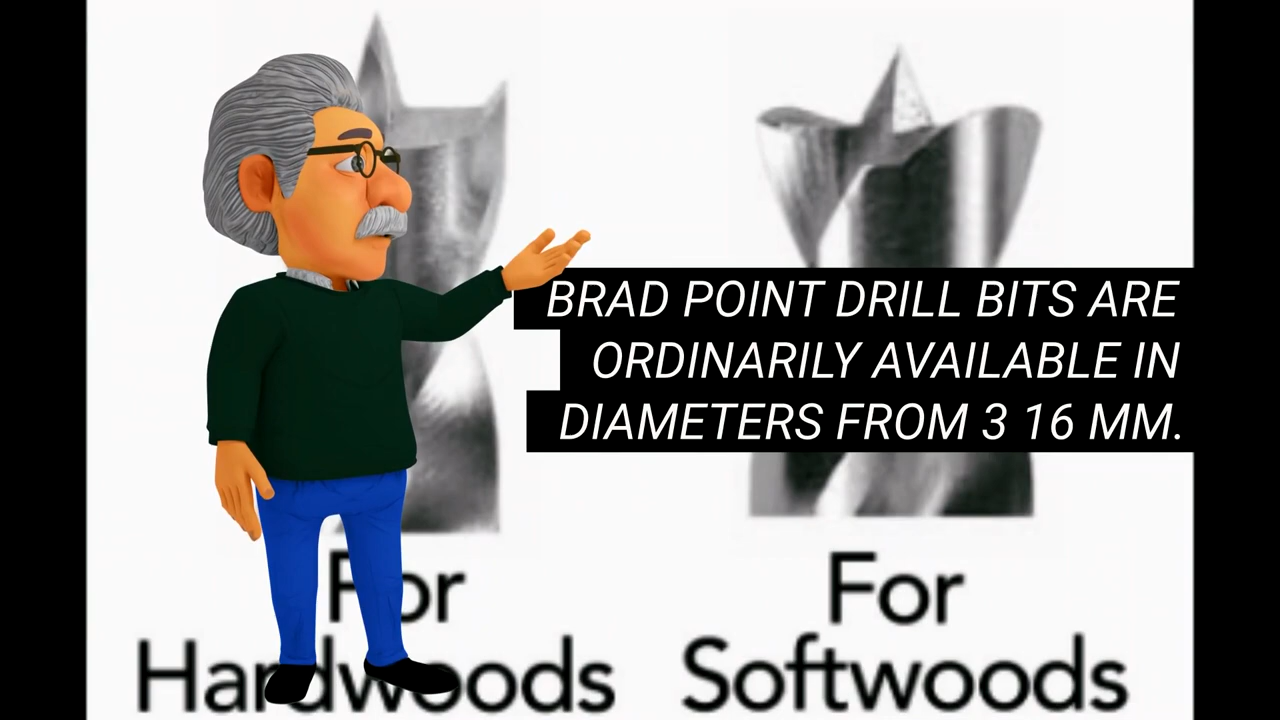 BRAD POINT DRILL BITS ARE
ORDINARILY AVAILABLE IN
DIAMETERS FROM 3 16 MM.
For
Hardwoods
For
Softwoods